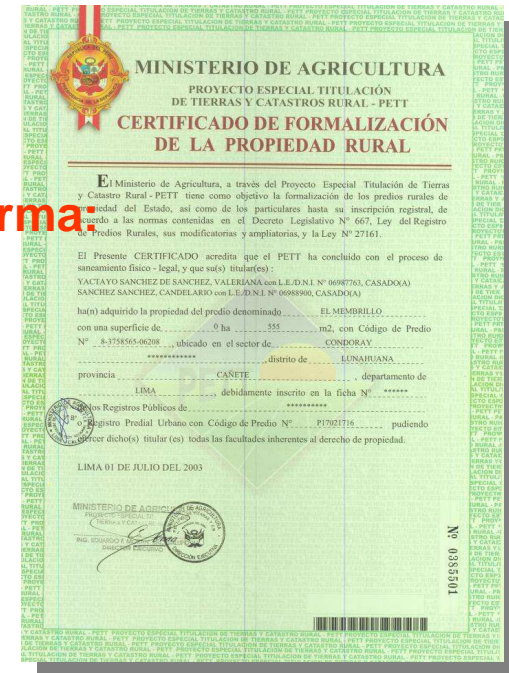 MINISTERIO DE AGRICULTURA
PROYECTO ESPECIAL TITULACIÓN
DE TIERRAS Y CATASTROS RURAL - PETT
CERTIFICADO DE FORMALIZACIÓN
DE LA PROPIEDAD RURAL
El Ministerio de Agricultura, a través del Proyecto Especial Titulación de Tierras
y Catastro Rural - PETT tiene como objetivo la formalización de los predios rurales de
propiedad del Estado, así como de los particulares hasta su inscripción registral, de
rma:
acuerdo a las normas contenidas en el Decreto Legislativo Nº 667, Ley del Registro
de Predios Rurales, sus modificatorias y ampliatorias, y la Ley Nº 27161.
El Presente CERTIFICADO acredita que el PETT ha concluido con el proceso de
saneamiento físico - legal, y que su(s) titular(es) :
YACTAYO SANCHEZ DE SANCHEZ, VALERIANA con L.E./D.N.I. Nº 06987763, CASADO(A)
SANCHEZ SANCHEZ, CANDELARIO con L.E./D.N.I. Nº 06988900, CASADO(A)
ha(n) adquirido la propiedad del predio denominado EL MEMBRILLO
con una superficie de 0 ha 555 m2, con Código de Predio
Nº 8-3758565-06208 , ubicado en el sector de CONDORAY
*********** , distrito de LUNAHUANA
provincia CAÑETE , departamento de
LIMA debidamente inscrito en la ficha Nº ******
de los Registros Públicos de **********
o Registro Predial Urbano con Código de Predio Nº P17021716 pudiendo
ejercer dicho(s) titular (es) todas las facultades inherentes al derecho de propiedad.
LIMA 01 DE JULIO DEL 2003
MINISTERIO DE AGRICULTURA
DIRECTOR EJECUTIVO
Nº 0385501